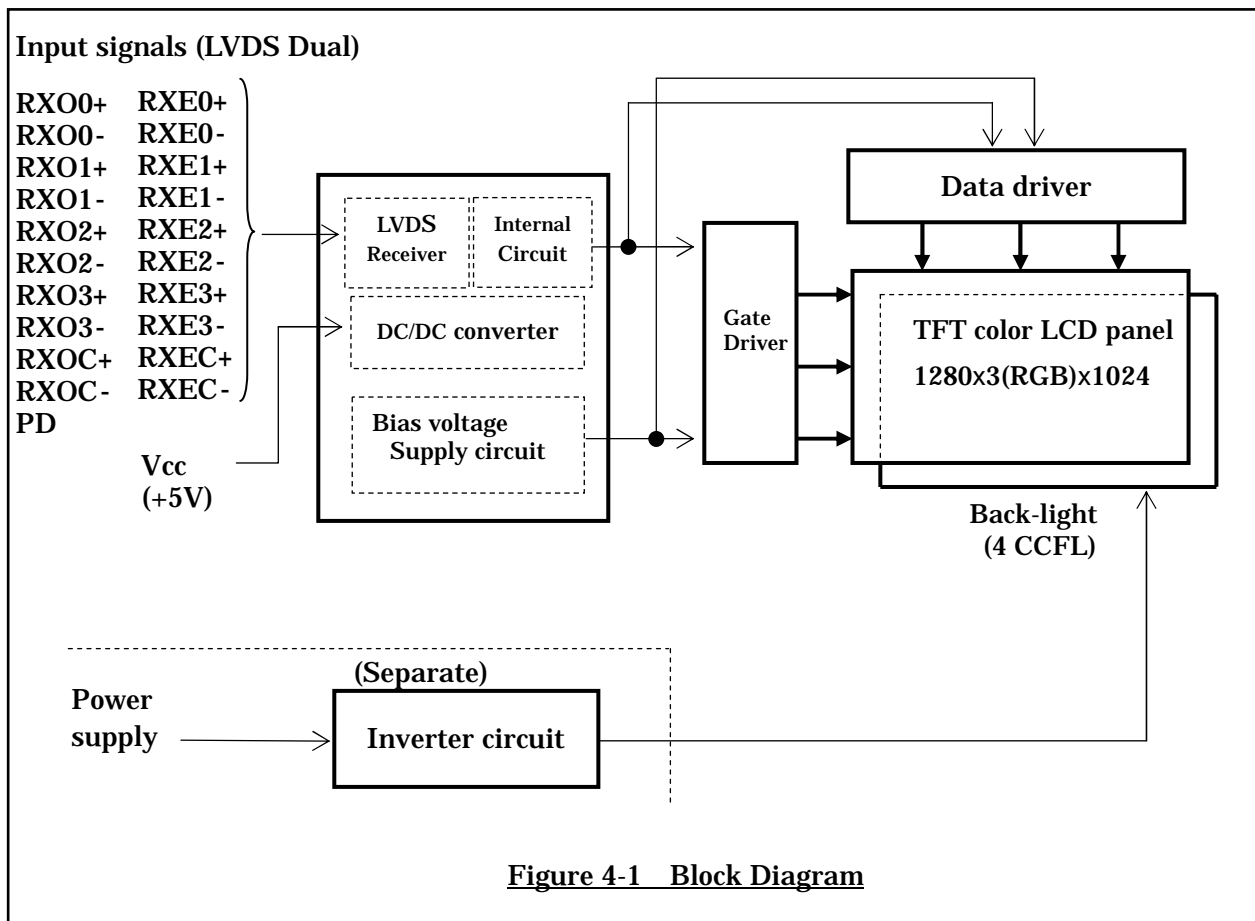 Input signals (LVDS Dual)
RXO0+ RXE0+
RXO0- RXE0-
RXO1+ RXE1+
RXO1- RXE1-
RXO2+ RXE2+
RXO2- RXE2-
RXO3+ RXE3+
RXO3- RXE3-
RXOC+ RXEC+
RXOC- RXEC-
PD
Vcc
(+5V)
LVDS
Receiver
Internal
Circuit
DC/DC converter
Bias voltage
Supply circuit
Gate
Driver
Data driver
TFT color LCD panel
1280x3(RGB)x1024
Back-light
(4 CCFL)
(Separate)
Power
supply
Inverter circuit
Figure 4-1 Block Diagram